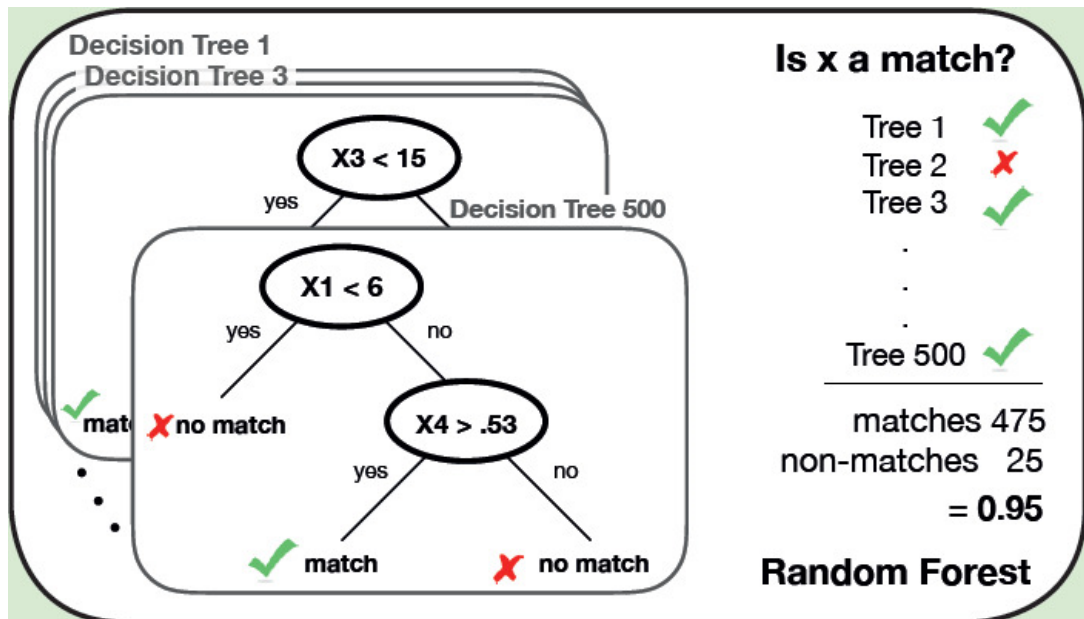 Decision Tree 1
Decision Tree 3
X3 < 15
yes
Decision Tree 500
X1 < 6
yes
no
no match
X4 > .53
yes
no
match
no match
Is x a match?
Tree 1
Tree 2
Tree 3
.
.
.
Tree 500
matches 475
non-matches 25
= 0.95
Random Forest